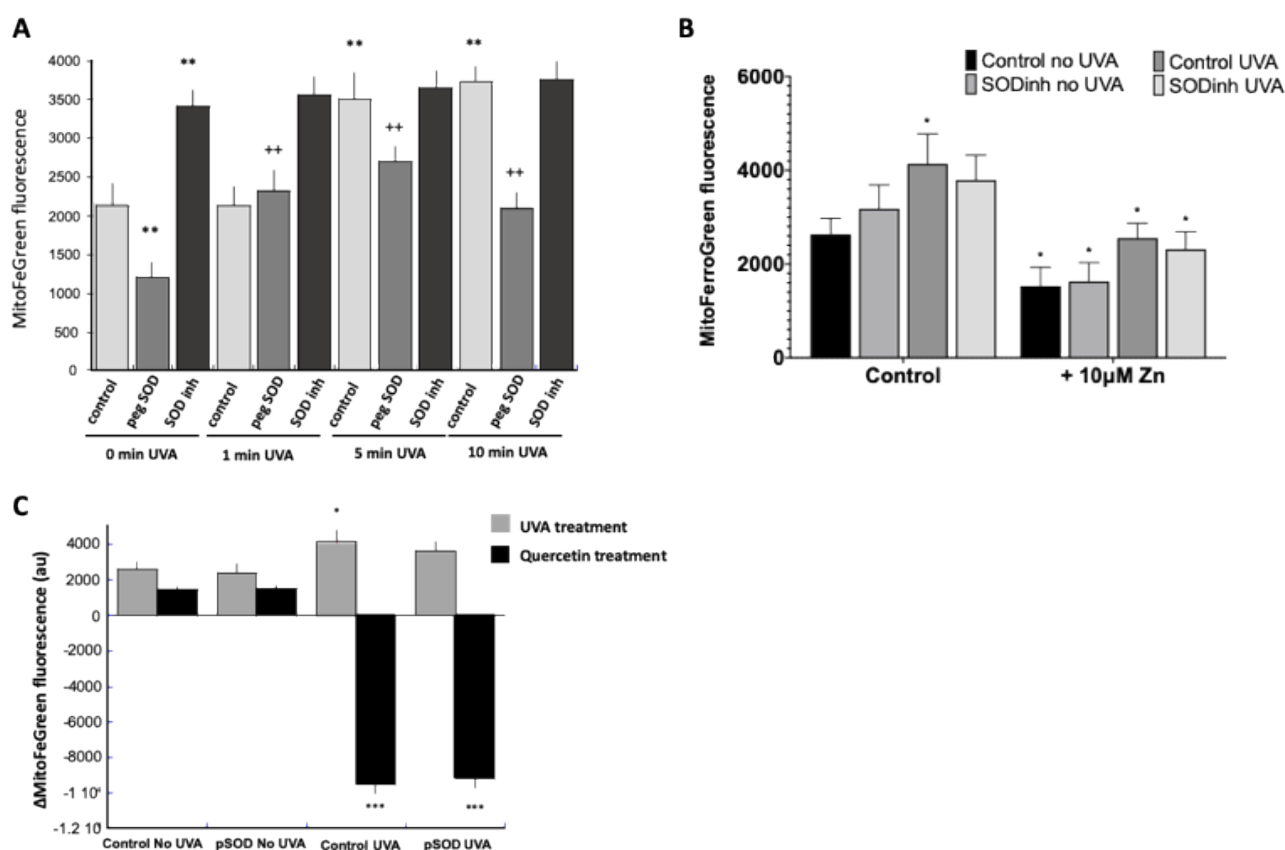 A
MitoFeGreen fluorescence
4000
3500
3000
2500
2000
1500
1000
500
0
**
**
++
**
++
**
++
control
peg SOD
SOD inh
control
peg SOD
SOD inh
control
peg SOD
SOD inh
control
peg SOD
SOD inh
0 min UVA
1 min UVA
5 min UVA
10 min UVA
B
Control no UVA
Control UVA
SODinh no UVA
SODinh UVA
MitoFerroGreen fluorescence
6000
4000
2000
0
*
*
*
*
*
Control
+ 10µM Zn
C
UVA treatment
Quercetin treatment
ΔMitoFeGreen fluorescence (au)
4000
2000
0
-2000
-4000
-6000
-8000
-1 10⁴
-1.2 10
*
***
***
Control No UVA
pSOD No UVA
Control UVA
pSOD UVA